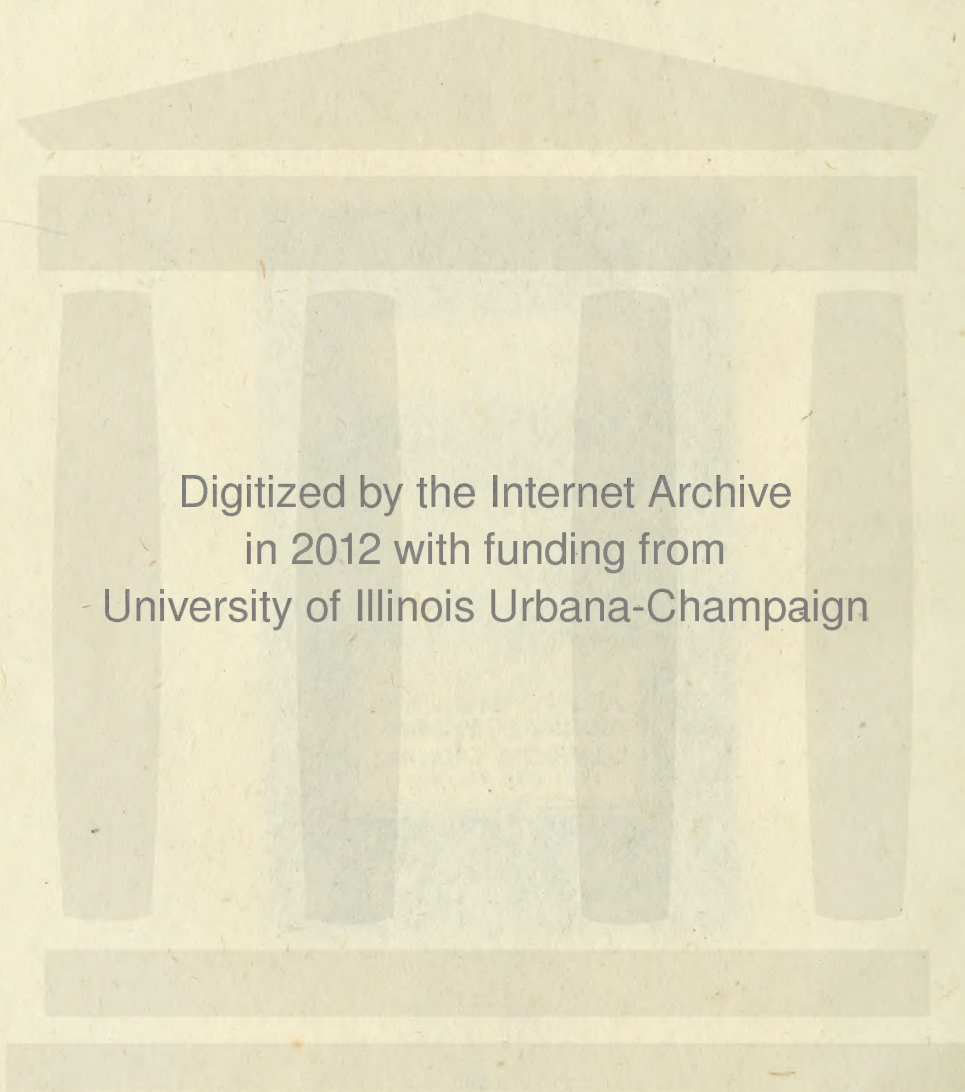 Digitized by the Internet Archive
in 2012 with funding from
University of Illinois Urbana-Champaign